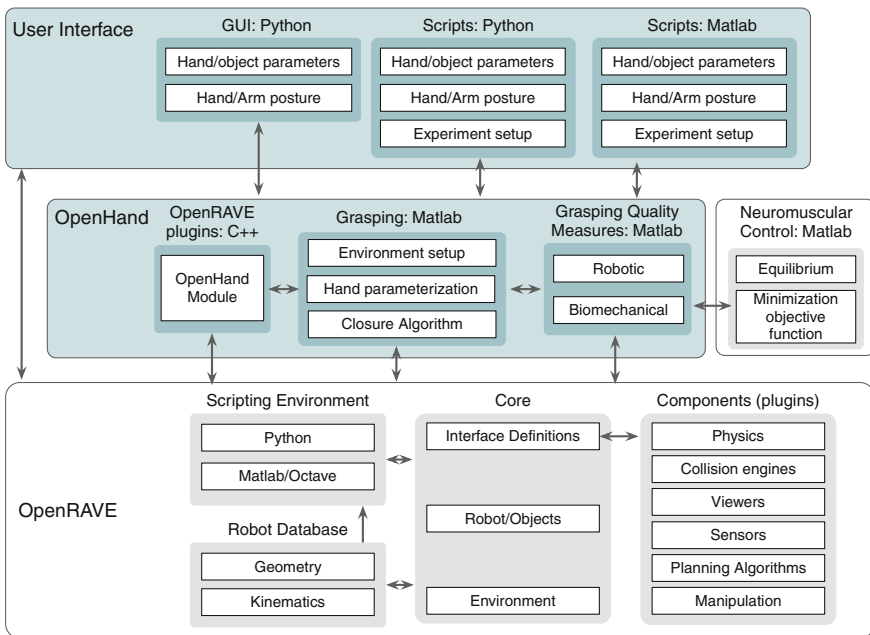 User Interface
GUI: Python
Hand/object parameters
Hand/Arm posture
Scripts: Python
Hand/object parameters
Hand/Arm posture
Experiment setup
Scripts: Matlab
Hand/object parameters
Hand/Arm posture
Experiment setup
OpenHand
OpenRAVE
plugins: C++
OpenHand
Module
Grasping: Matlab
Environment setup
Hand parameterization
Closure Algorithm
Grasping Quality
Measures: Matlab
Robotic
Biomechanical
Neuromuscular
Control: Matlab
Equilibrium
Minimization
objective
function
OpenRAVE
Scripting Environment
Python
Matlab/Octave
Robot Database
Geometry
Kinematics
Core
Interface Definitions
Robot/Objects
Environment
Components (plugins)
Physics
Collision engines
Viewers
Sensors
Planning Algorithms
Manipulation